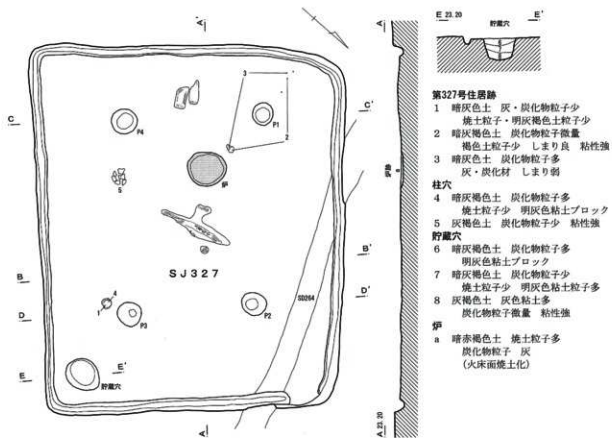 A
A'
E 23.20
E'
貯蔵穴
3
2
C
C'
P4
P1
5
炉
炉跡
a
SJ327
B
B'
D
D'
SD264
4
1
P3
P2
E
E'
貯蔵穴
A
A'
A 23.20
第327号住居跡
1 暗灰色土 灰・炭化物粒子少
焼土粒子・明灰褐色土粒子少
2 暗灰褐色土 炭化物粒子微量
褐色土粒子少 しまり良 粘性強
3 暗灰色土 炭化物粒子多
灰・炭化材 しまり弱
柱穴
4 暗灰褐色土 炭化物粒子多
焼土粒子少 明灰色粘土ブロック
5 灰褐色土 炭化物粒子少 粘性強
貯蔵穴
6 暗灰褐色土 炭化物粒子多
明灰色粘土ブロック
7 暗灰褐色土 炭化物粒子少
焼土粒子少 明灰色粘土粒子多
8 灰褐色土 灰色粘土多
炭化物粒子微量 粘性強
炉
a 暗赤褐色土 焼土粒子多
炭化物粒子 灰
(火床面焼土化)